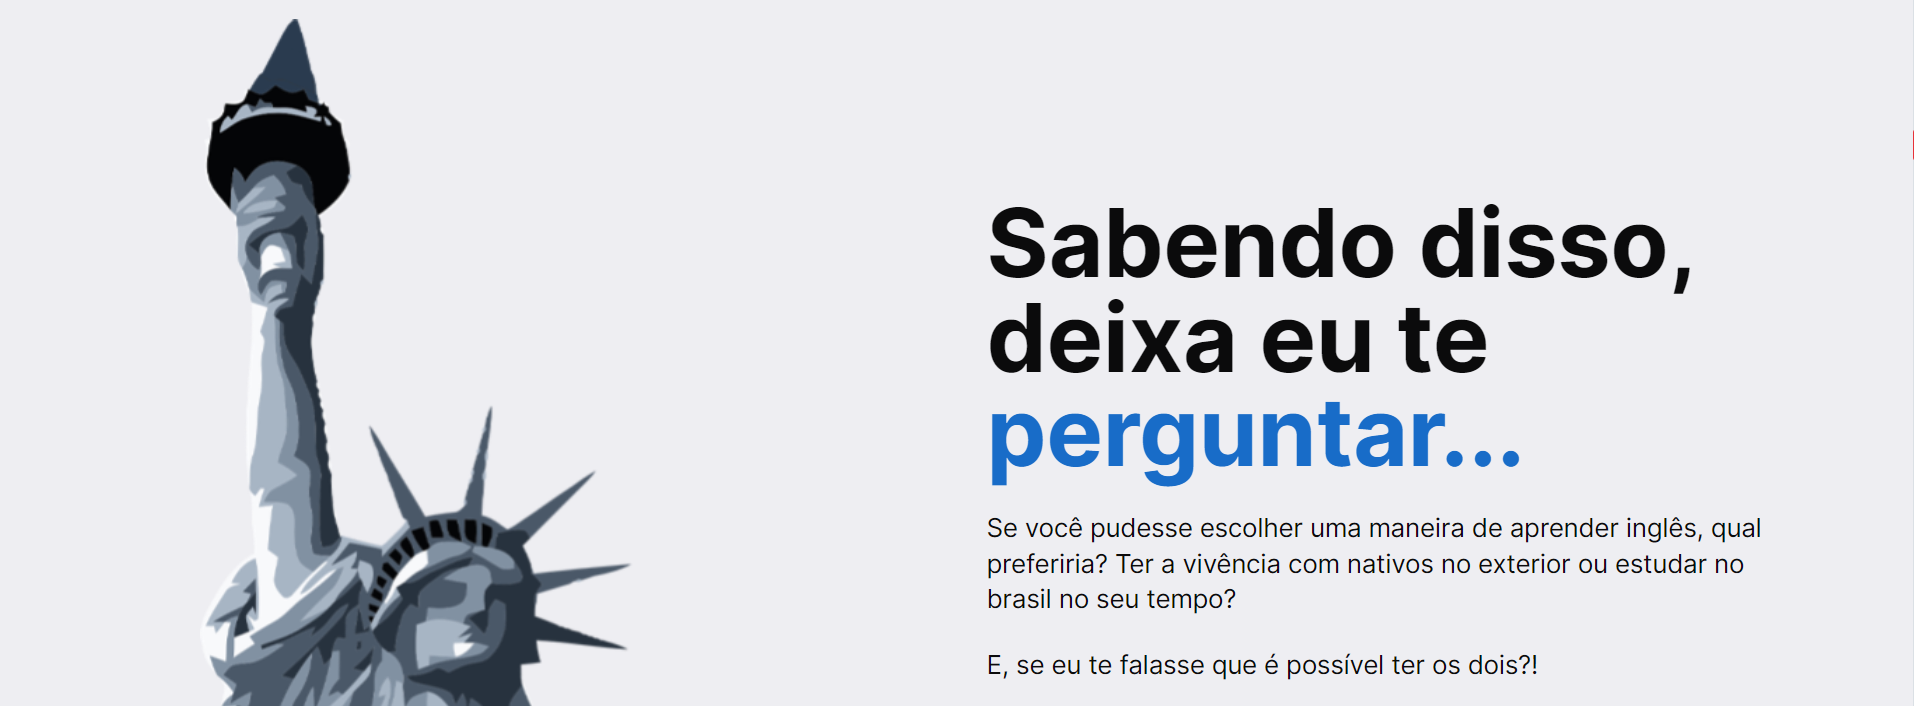 Sabendo disso,
deixa eu te
perguntar...
Se você pudesse escolher uma maneira de aprender inglês, qual
preferiria? Ter a vivência com nativos no exterior ou estudar no
brasil no seu tempo?
E, se eu te falasse que é possível ter os dois?!